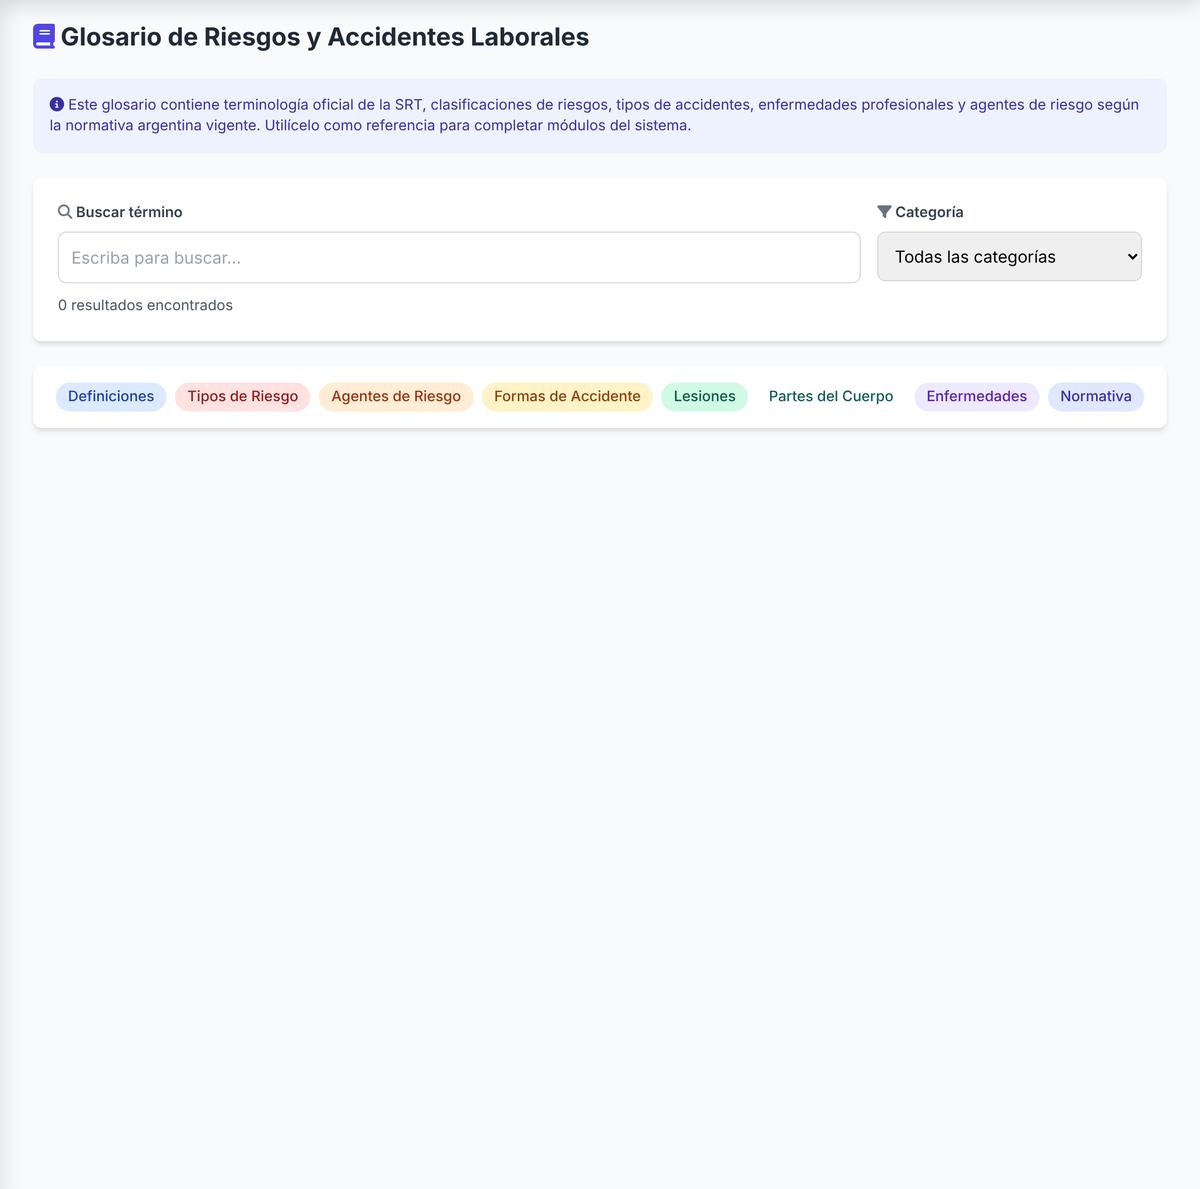 Glosario de Riesgos y Accidentes Laborales
Este glosario contiene terminología oficial de la SRT, clasificaciones de riesgos, tipos de accidentes, enfermedades profesionales y agentes de riesgo según
la normativa argentina vigente. Utilícelo como referencia para completar módulos del sistema.
Buscar término
Categoría
Escriba para buscar...
Todas las categorías
0 resultados encontrados
Definiciones Tipos de Riesgo Agentes de Riesgo Formas de Accidente Lesiones Partes del Cuerpo Enfermedades Normativa